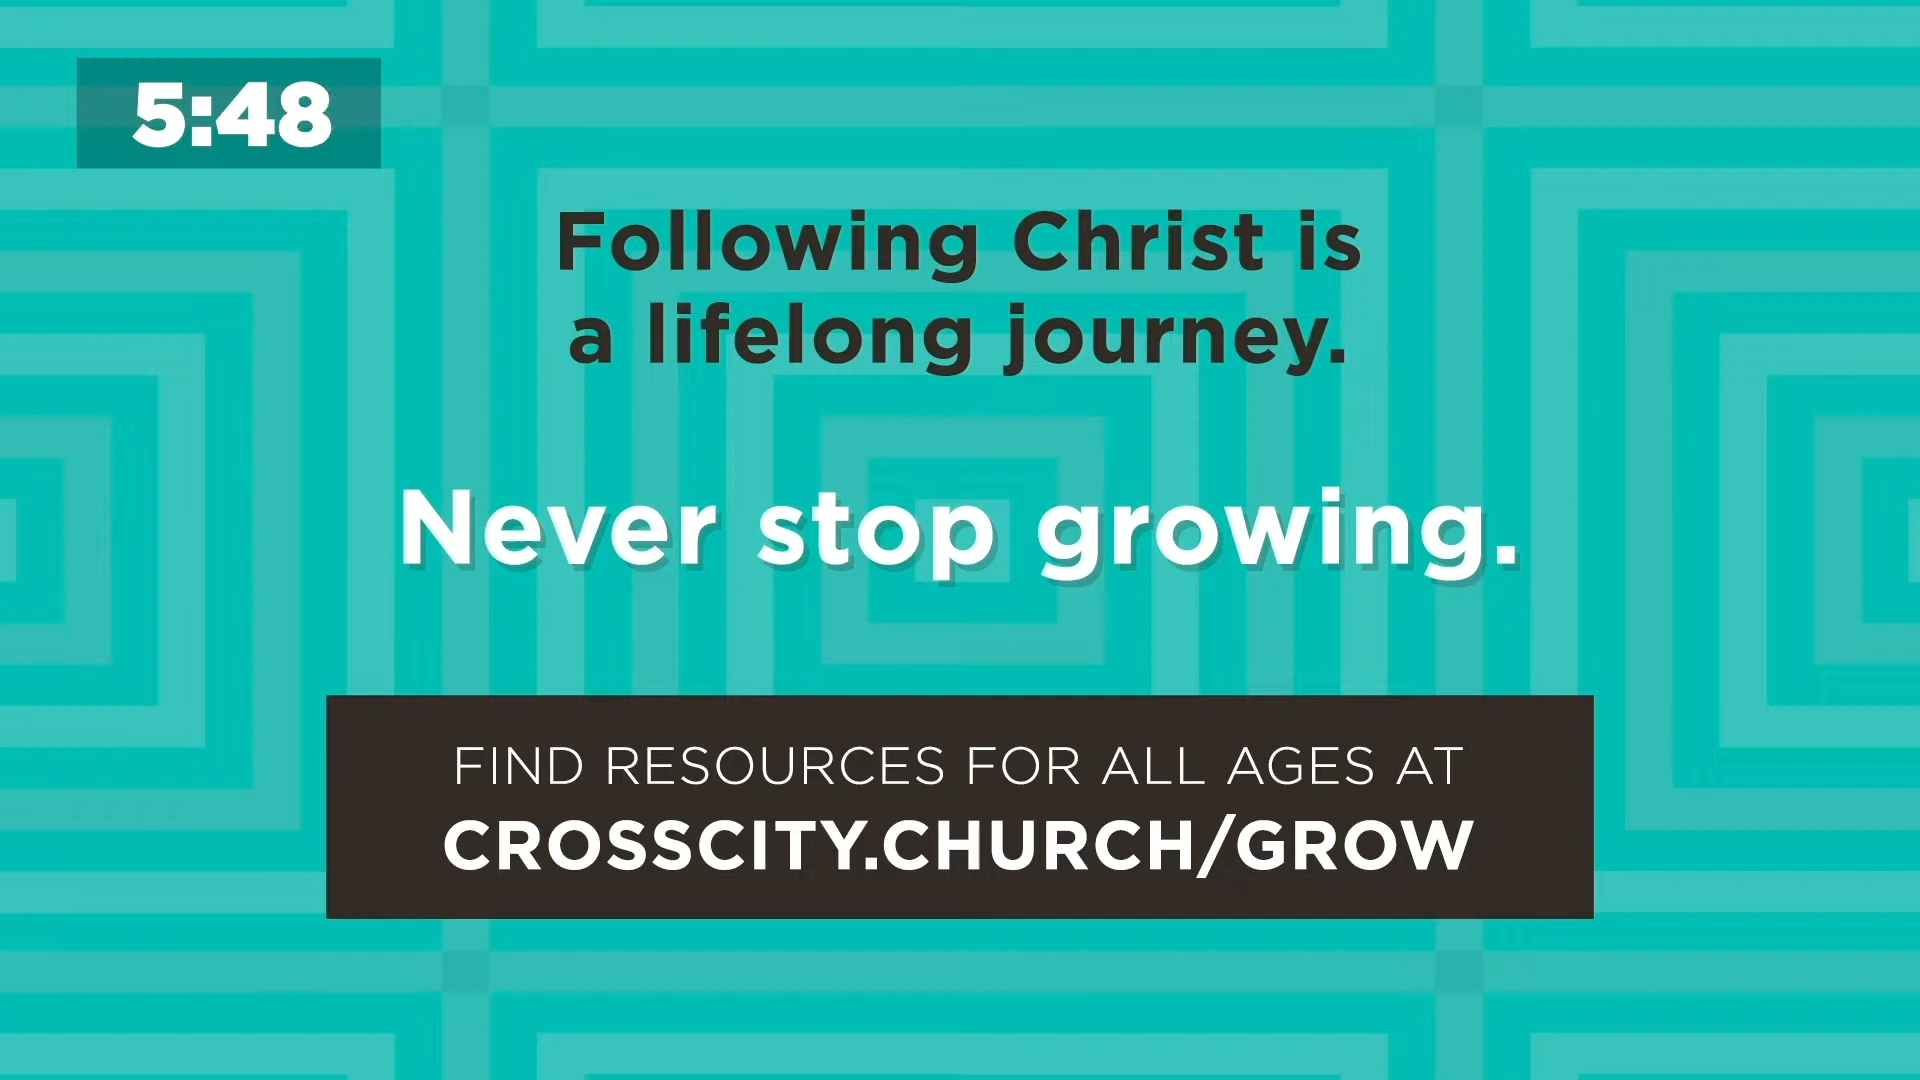 5:48
Following Christ is
a lifelong journey.
Never stop growing.
FIND RESOURCES FOR ALL AGES AT
CROSSCITY.CHURCH/GROW